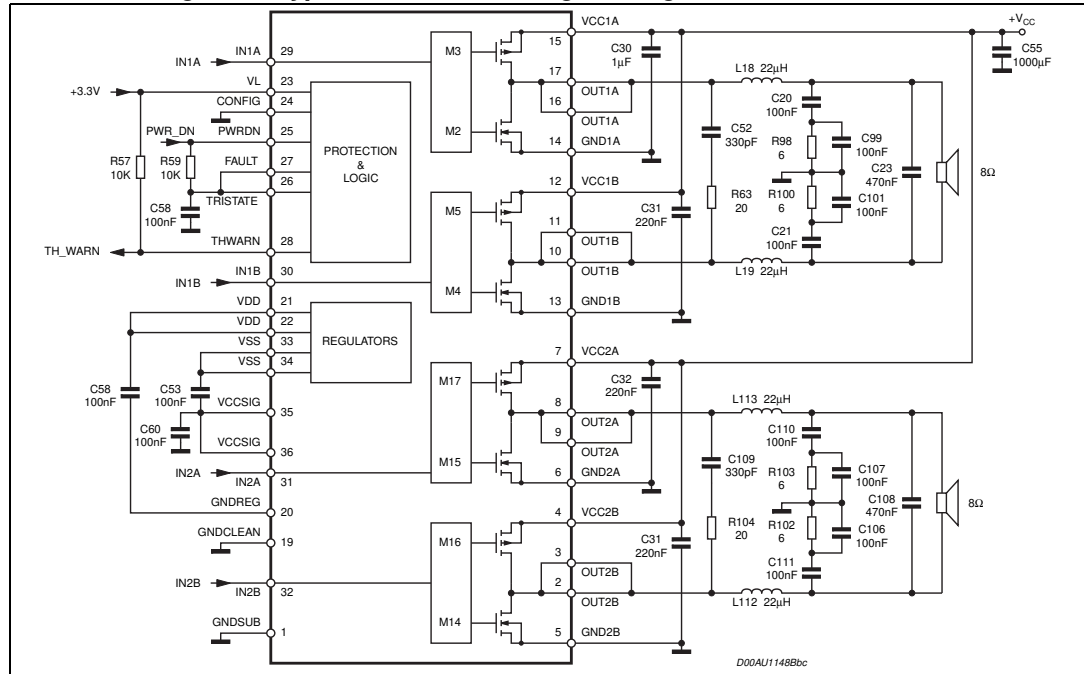 VCC1A
+VCC
15
M3
C30
1µF
C55
1000µF
IN1A
IN1A
29
17
L18 22µH
+3.3V
VL
23
OUT1A
16
OUT1A
CONFIG
24
C20
100nF
PWR_DN
PWRDN
25
M2
14
GND1A
C52
330pF
R98
6
C99
100nF
R57
10K
R59
10K
FAULT
27
26
TRISTATE
PROTECTION
&
LOGIC
C23
470nF
8Ω
12
VCC1B
C58
100nF
M5
11
OUT1B
10
OUT1B
C31
220nF
R63
20
R100
6
C101
100nF
C21
100nF
TH_WARN
THWARN
28
L19 22µH
IN1B
IN1B
30
M4
13
GND1B
VDD
21
VDD
22
VSS
33
VSS
34
REGULATORS
7
VCC2A
C58
100nF
C53
100nF
M17
C32
220nF
L113 22µH
VCCSIG
35
8
OUT2A
9
OUT2A
C60
100nF
VCCSIG
36
C110
100nF
IN2A
IN2A
31
M15
6
GND2A
C109
330pF
R103
6
C107
100nF
C108
470nF
8Ω
GNDREG
20
4
VCC2B
GNDCLEAN
19
M16
3
OUT2B
2
OUT2B
C31
220nF
R104
20
R102
6
C106
100nF
C111
100nF
IN2B
IN2B
32
L112 22µH
GNDSUB
1
M14
5
GND2B
D00AU1148Bbc